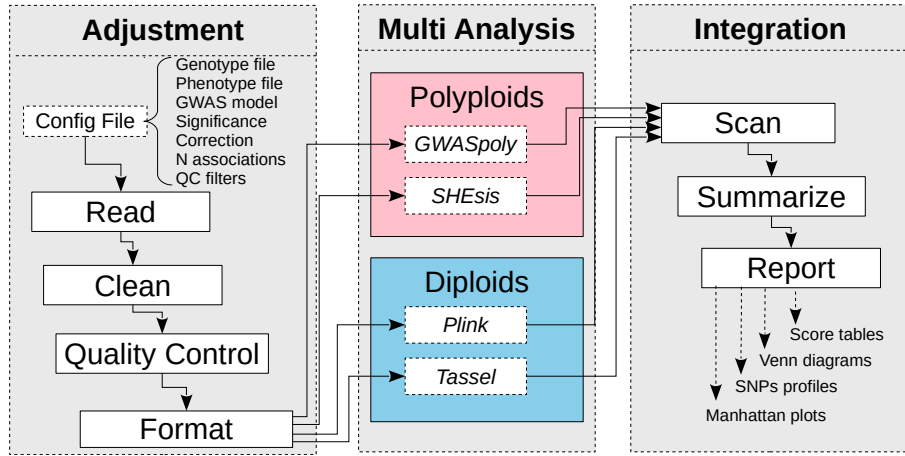 Adjustment
Config File
Genotype file
Phenotype file
GWAS model
Significance
Correction
N associations
QC filters
Read
Clean
Quality Control
Format
Multi Analysis
Polyploids
GWASpoly
SHEsis
Diploids
Plink
Tassel
Integration
Scan
Summarize
Report
Score tables
Venn diagrams
SNPs profiles
Manhattan plots